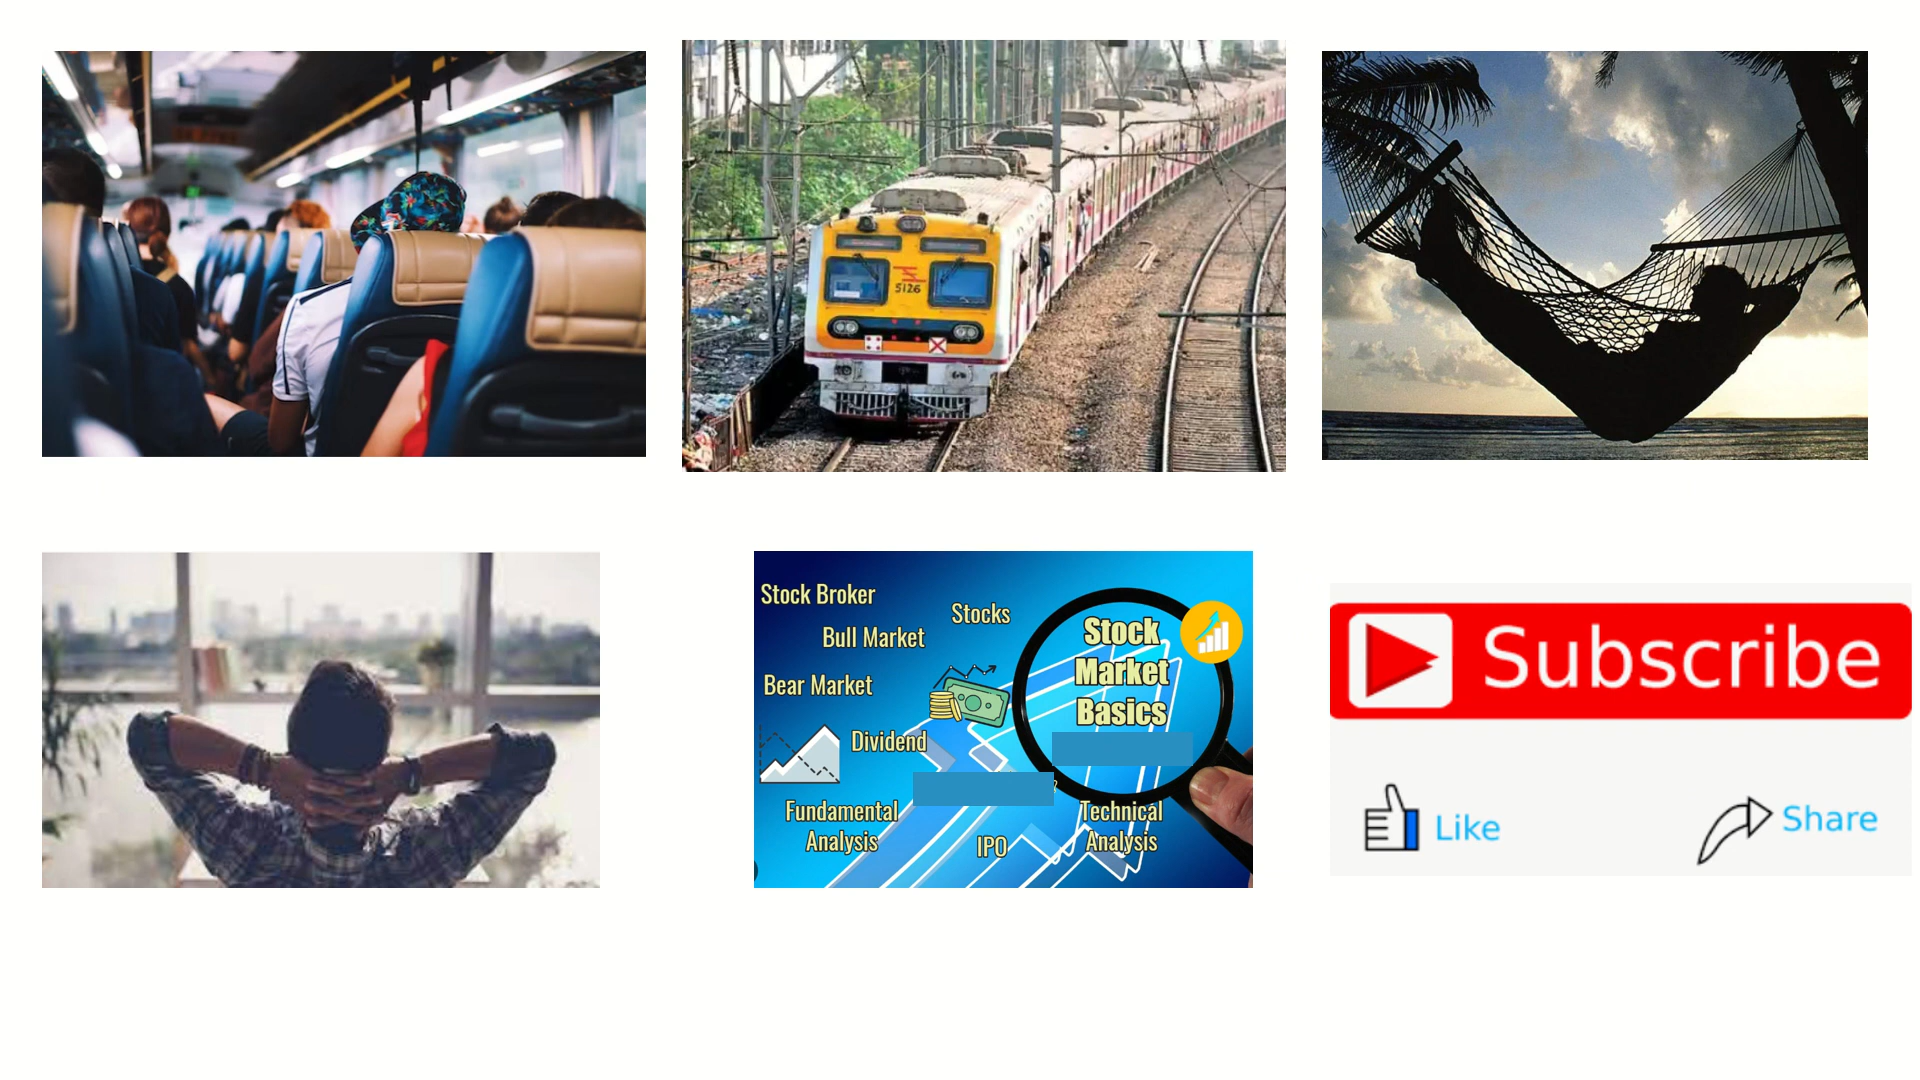 5126
Stock Broker
Stocks
Bull Market
Bear Market
Dividend
Fundamental
Analysis
IPO
Stock
Market
Basics
Technical
Analysis
Subscribe
Like
Share